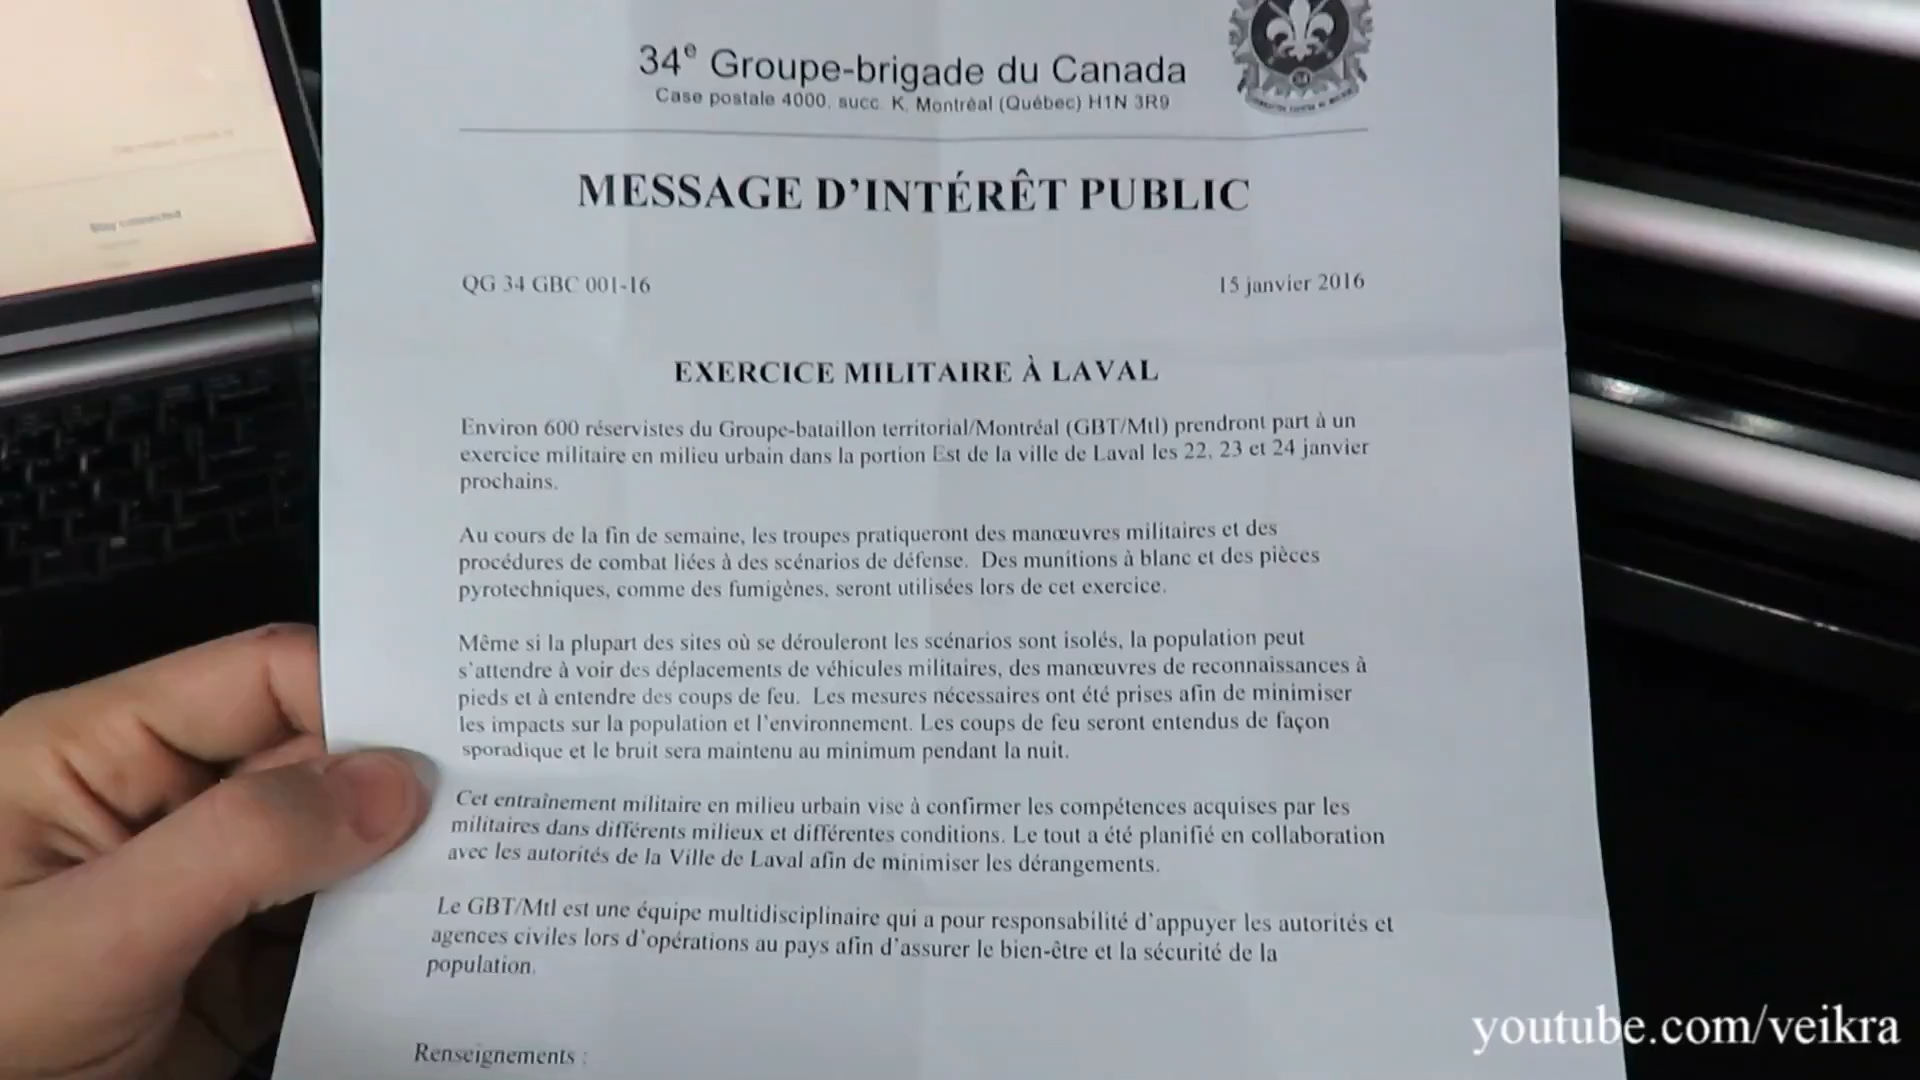 34e Groupe-brigade du Canada
Case postale 4000, succ. K, Montréal (Québec) H1N 3R9
MESSAGE D'INTÉRÊT PUBLIC
QG 34 GBC 001-16
15 janvier 2016
EXERCICE MILITAIRE À LAVAL
Environ 600 réservistes du Groupe-bataillon territorial/Montréal (GBT/Mtl) prendront part à un
exercice militaire en milieu urbain dans la portion Est de la ville de Laval les 22, 23 et 24 janvier
prochains.
Au cours de la fin de semaine, les troupes pratiqueront des manœuvres militaires et des
procédures de combat liées à des scénarios de défense. Des munitions à blanc et des pièces
pyrotechniques, comme des fumigènes, seront utilisées lors de cet exercice.
Même si la plupart des sites où se dérouleront les scénarios sont isolés, la population peut
s'attendre à voir des déplacements de véhicules militaires, des manœuvres de reconnaissances à
pieds et à entendre des coups de feu. Les mesures nécessaires ont été prises afin de minimiser
les impacts sur la population et l'environnement. Les coups de feu seront entendus de façon
sporadique et le bruit sera maintenu au minimum pendant la nuit.
Cet entraînement militaire en milieu urbain vise à confirmer les compétences acquises par les
militaires dans différents milieux et différentes conditions. Le tout a été planifié en collaboration
avec les autorités de la Ville de Laval afin de minimiser les dérangements.
Le GBT/Mtl est une équipe multidisciplinaire qui a pour responsabilité d'appuyer les autorités et
agences civiles lors d'opérations au pays afin d'assurer le bien-être et la sécurité de la
population.
Renseignements :
Stay connected
youtube.com/veikra